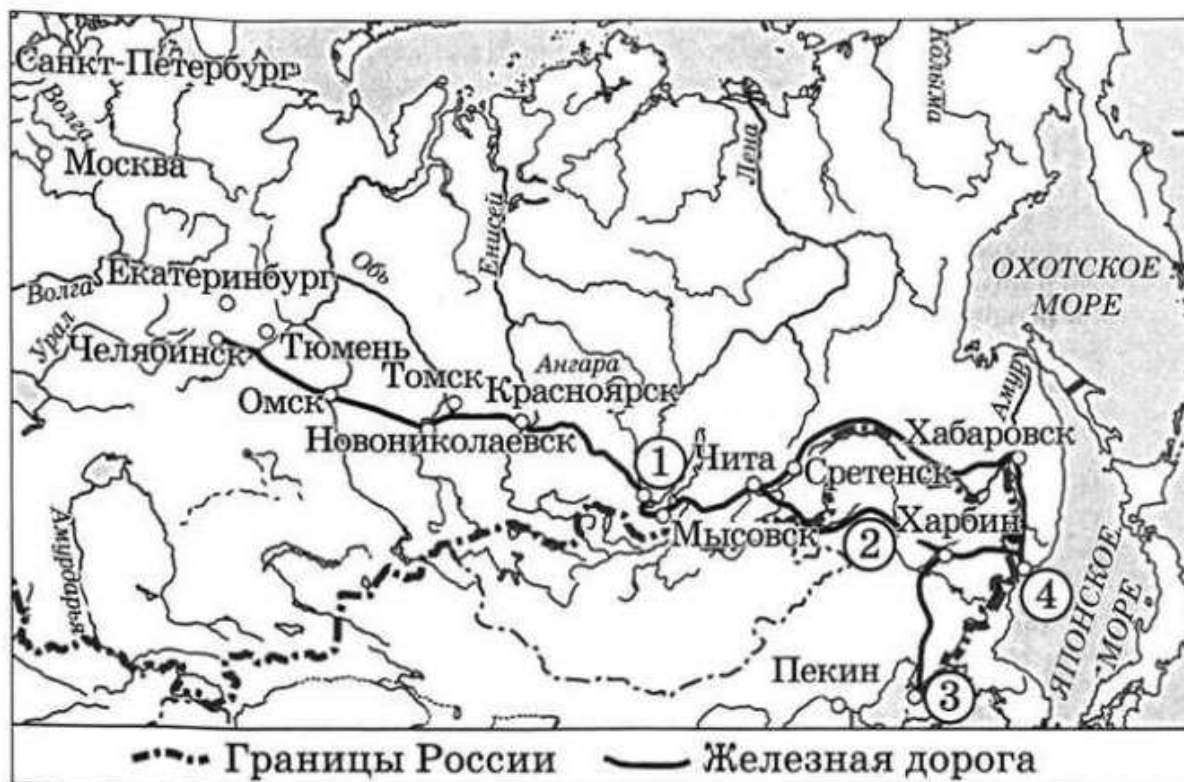 Санкт-Петербург
Волга
Москва
Колыма
Лена
Енисей
Обь
ОХОТСКОЕ
МОРЕ
Екатеринбург
Волга
Урал
Челябинск
Тюмень
Ангара
Томск
Красноярск
Амур
Омск
Новониколаевск
Хабаровск
1
Чита
Сретенск
Мысовск
2
Харбин
4
Амударья
ЯПОНСКОЕ
МОРЕ
Пекин
3
Границы России
Железная дорога